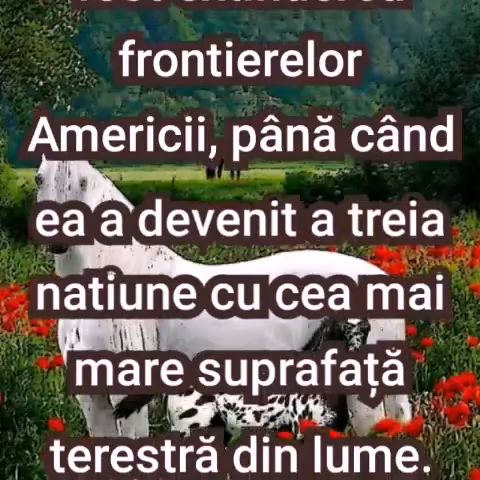 frontierelor
Americii, până când
ea a devenit a treia
natiune cu cea mai
mare suprafață
terestră din lume.